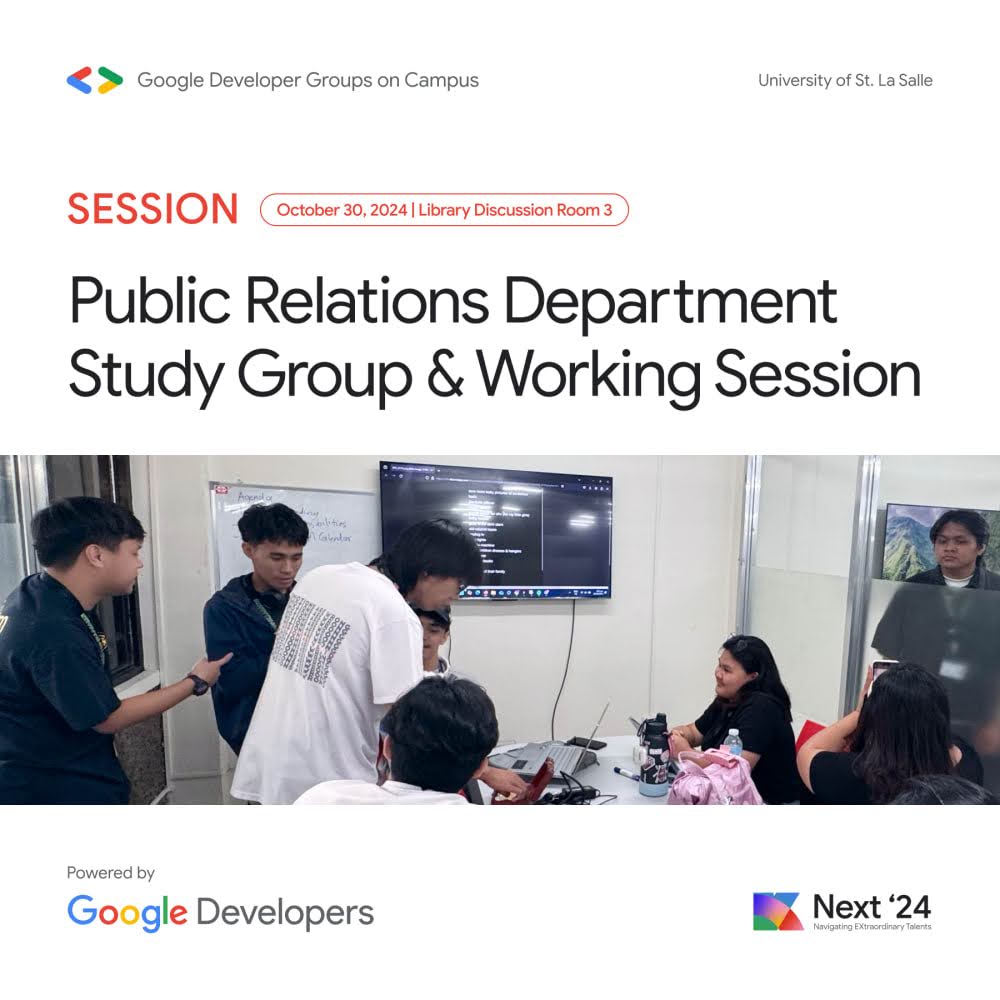 Google Developer Groups on Campus
University of St. La Salle
SESSION
October 30, 2024 | Library Discussion Room 3
Public Relations Department
Study Group & Working Session
Agenda
Calendar
Powered by
Google Developers
Next ‘24
Navigating EXtraordinary Talents